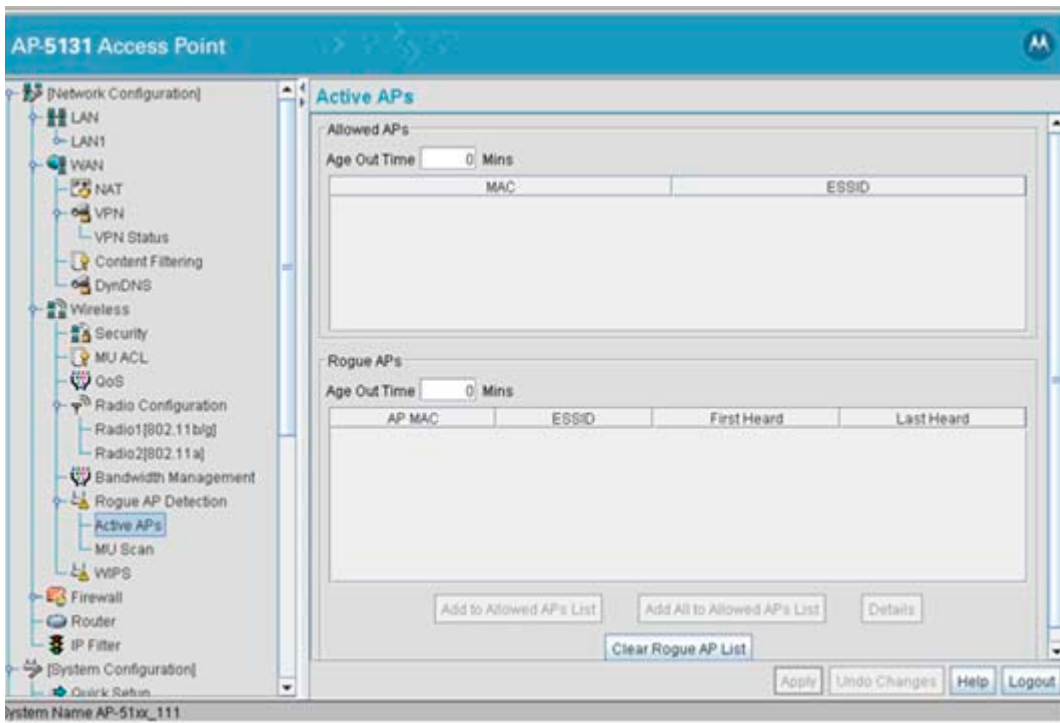 AP-5131 Access Point
[Network Configuration]
LAN
LAN1
WAN
NAT
VPN
VPN Status
Content Filtering
DynDNS
Wireless
Security
MU ACL
QoS
Radio Configuration
Radio1[802.11b/g]
Radio2[802.11a]
Bandwidth Management
Rogue AP Detection
Active APs
MU Scan
WIPS
Firewall
Router
IP Filter
[System Configuration]
Quick Setup
Active APs
Allowed APs
Age Out Time 0 Mins
MAC ESSID
Rogue APs
Age Out Time 0 Mins
AP MAC ESSID First Heard Last Heard
Add to Allowed APs List Add All to Allowed APs List Details
Clear Rogue AP List
Apply Undo Changes Help Logout
System Name AP-51xx_111